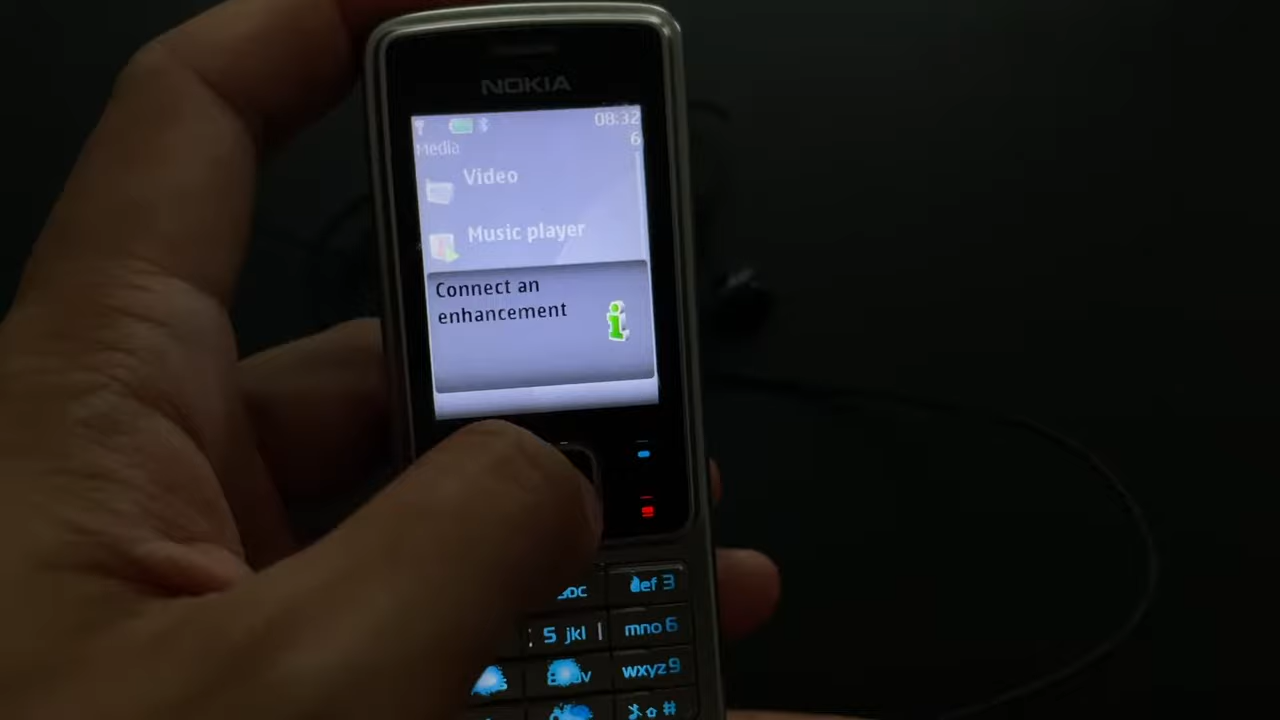 NOKIA
08:32
Media
6
Video
Music player
Connect an
enhancement
def 3
5 jkl
mno 6
wxyz 9
#